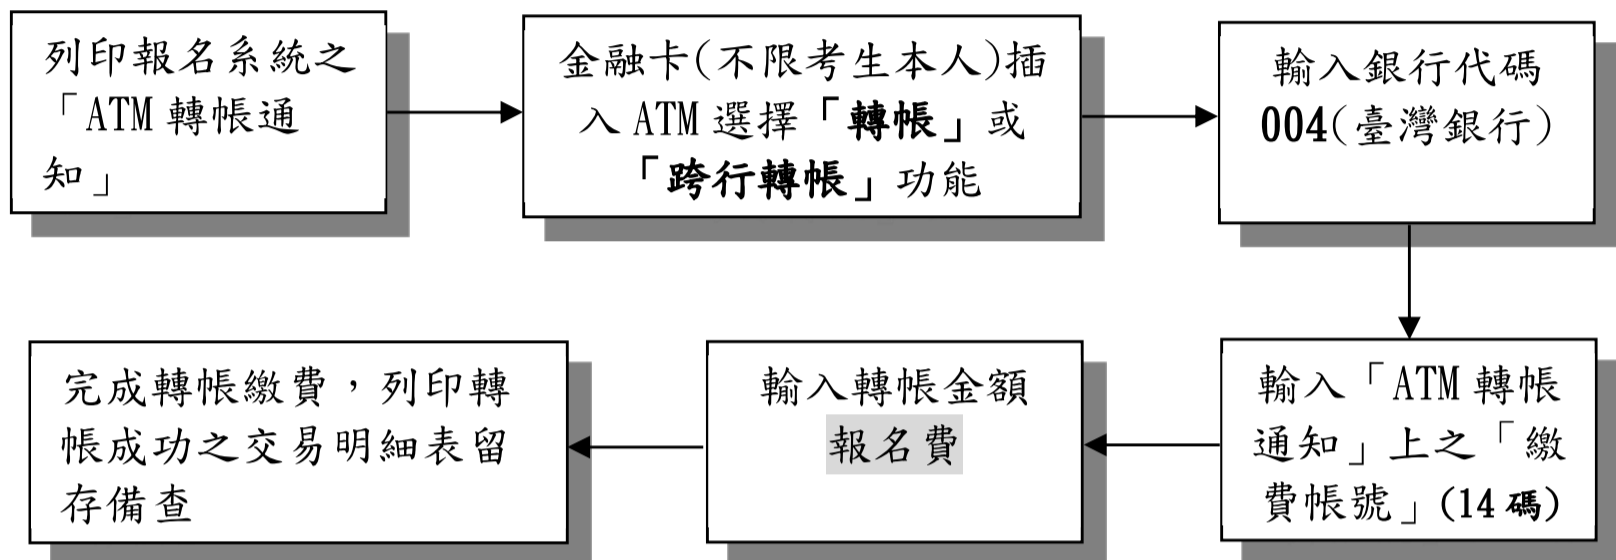 列印報名系統之
「ATM 轉帳通
知」
金融卡(不限考生本人)插
入 ATM 選擇「轉帳」或
「跨行轉帳」功能
輸入銀行代碼
004(臺灣銀行)
輸入「ATM 轉帳
通知」上之「繳
費帳號」(14 碼)
輸入轉帳金額
報名費
完成轉帳繳費，列印轉
帳成功之交易明細表留
存備查